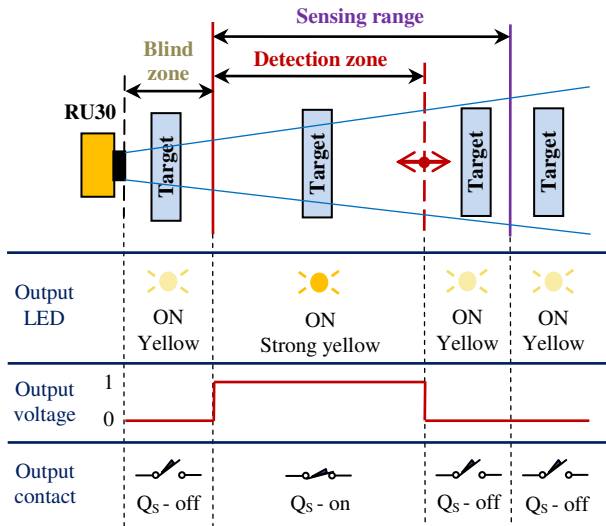 Sensing range
Blind
zone
Detection zone
RU30
Target
Target
Target
Target
Output
LED
ON
Yellow
ON
Strong yellow
ON
Yellow
ON
Yellow
Output
voltage
1
0
Output
contact
QS - off
QS - on
QS - off
QS - off